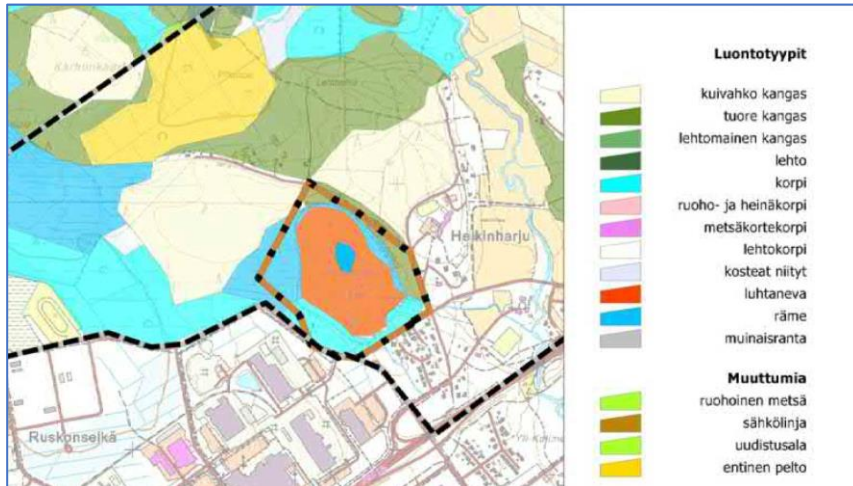 Luontotyypit
kuivahko kangas
tuore kangas
lehtomainen kangas
lehto
korpi
ruoho- ja heinäkorpi
metsäkortekorpi
lehtokorpi
kosteat niityt
luhtaneva
räme
muinaisranta
Muuttumia
ruohoinen metsä
sähkölinja
uudistusala
entinen pelto
Heikinharju
Ruskonselkä